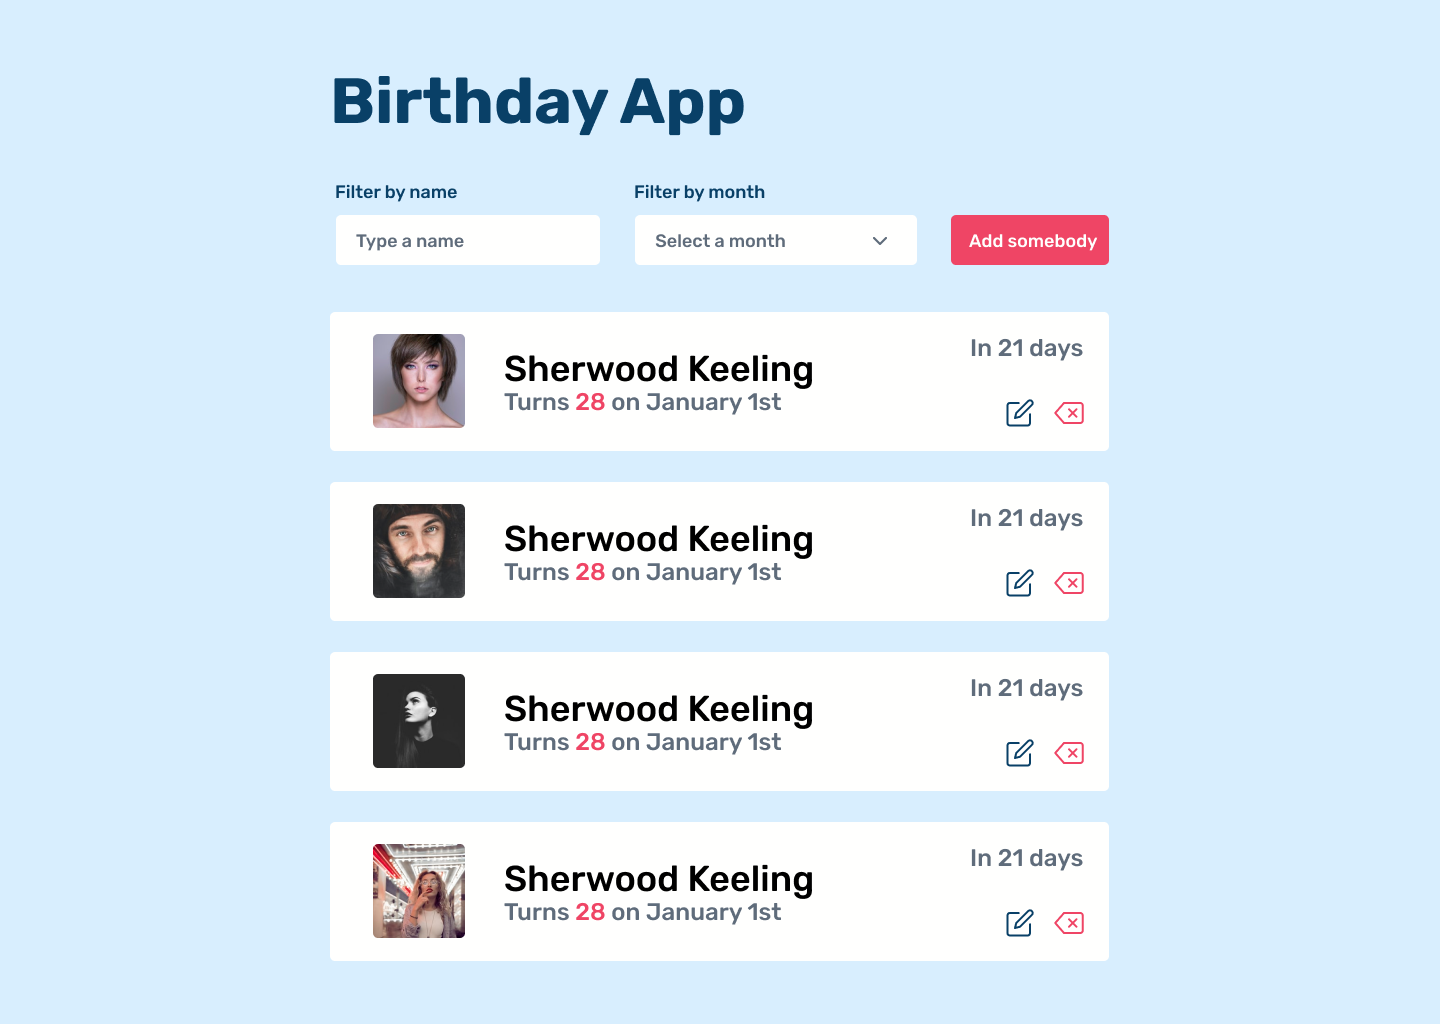 Birthday App
Filter by name
Filter by month
Type a name
Select a month
Add somebody
In 21 days
Sherwood Keeling
Turns 28 on January 1st
In 21 days
Sherwood Keeling
Turns 28 on January 1st
In 21 days
Sherwood Keeling
Turns 28 on January 1st
In 21 days
Sherwood Keeling
Turns 28 on January 1st